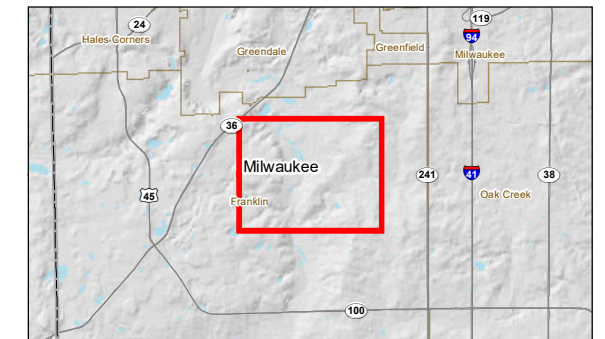 119
24
94
Hales Corners
Greendale
Greenfield
Milwaukee
36
Milwaukee
241
41
38
45
Franklin
Oak Creek
100